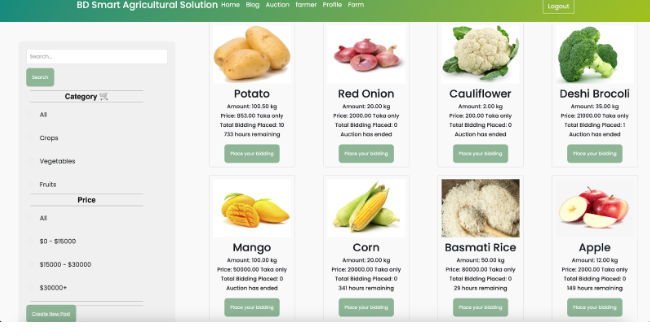 BD Smart Agricultural Solution Home Blog Auction farmer Profile Farm Logout
Search...
Search
Category
All
Crops
Vegetables
Fruits
Price
All
$0 - $15000
$15000 - $30000
$30000+
Create New Post
Potato
Amount: 100.50 kg
Price: 853.00 Taka only
Total Bidding Placed: 10
733 hours remaining
Place your bidding
Red Onion
Amount: 20.00 kg
Price: 2000.00 Taka only
Total Bidding Placed: 0
Auction has ended
Place your bidding
Cauliflower
Amount: 2.00 kg
Price: 200.00 Taka only
Total Bidding Placed: 0
Auction has ended
Place your bidding
Deshi Brocoli
Amount: 35.00 kg
Price: 21000.00 Taka only
Total Bidding Placed: 1
Auction has ended
Place your bidding
Mango
Amount: 100.00 kg
Price: 50000.00 Taka only
Total Bidding Placed: 0
Auction has ended
Place your bidding
Corn
Amount: 20.00 kg
Price: 20000.00 Taka only
Total Bidding Placed: 0
341 hours remaining
Place your bidding
Basmati Rice
Amount: 50.00 kg
Price: 80000.00 Taka only
Total Bidding Placed: 0
29 hours remaining
Place your bidding
Apple
Amount: 12.00 kg
Price: 2000.00 Taka only
Total Bidding Placed: 0
149 hours remaining
Place your bidding